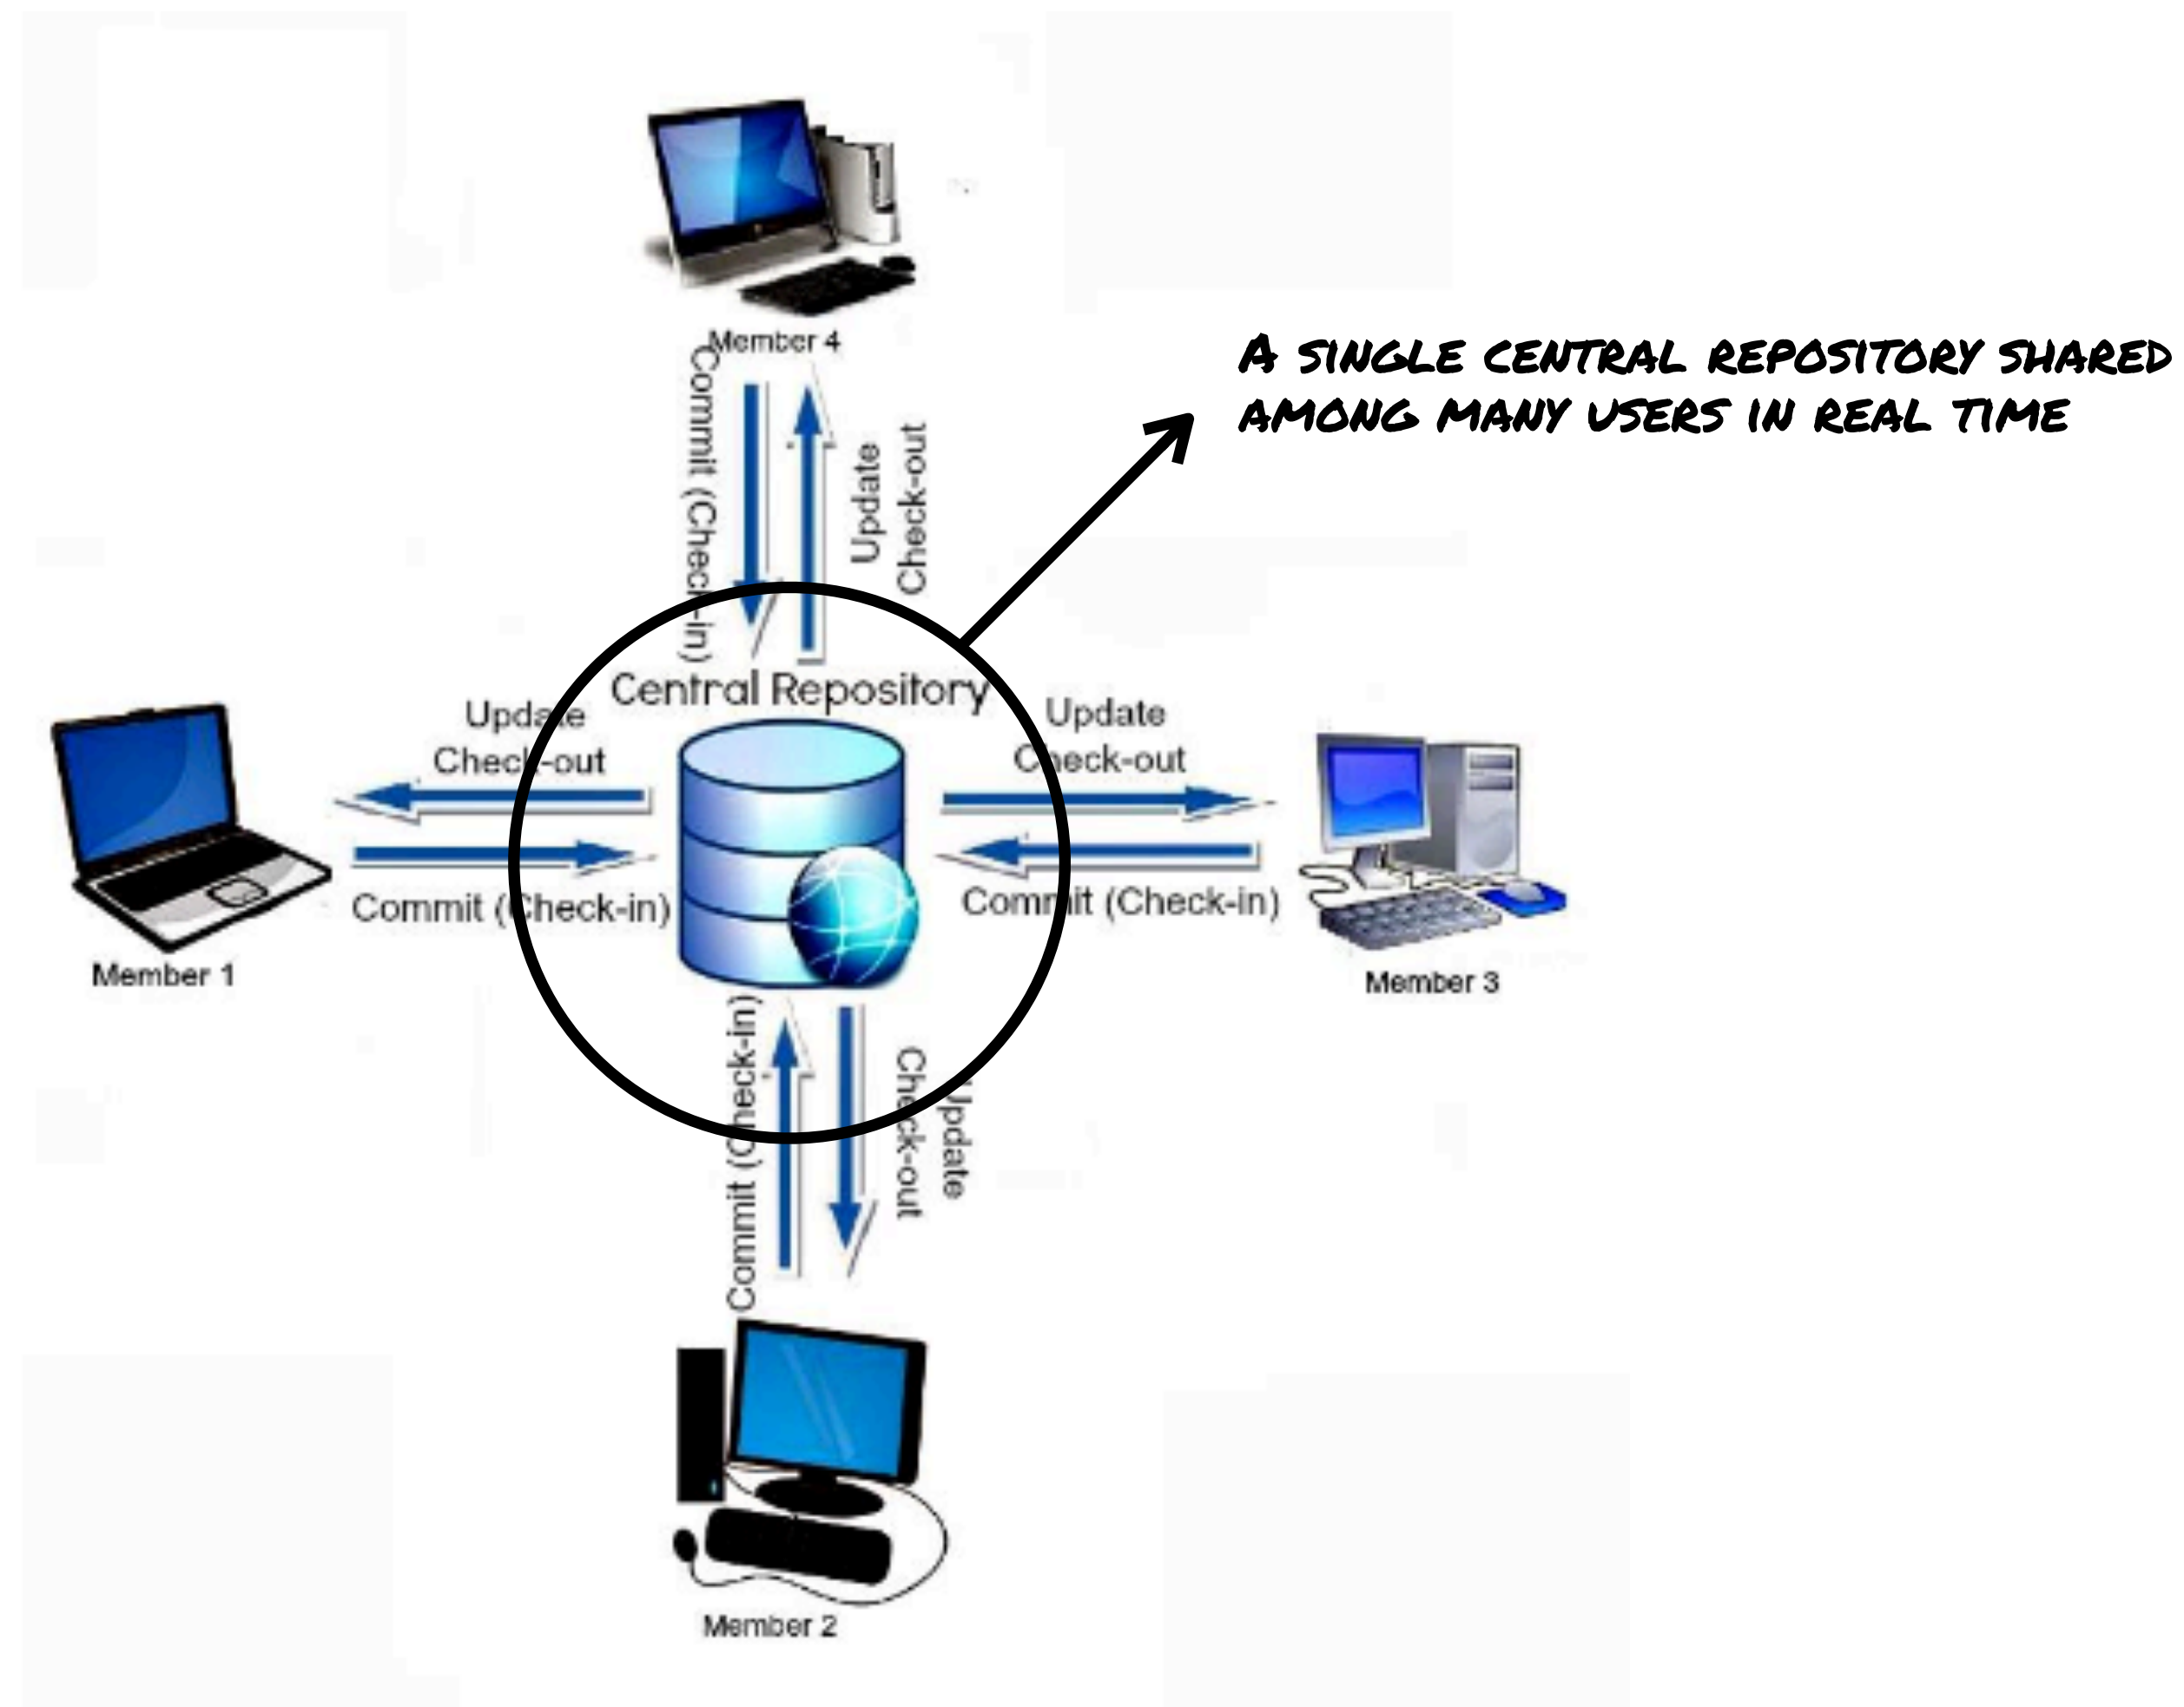 Member 4
A SINGLE CENTRAL REPOSITORY SHARED
AMONG MANY USERS IN REAL TIME
Commit (Check-in)
Update
Check-out
Central Repository
Update
Check-out
Commit (Check-in)
Member 1
Update
Check-out
Commit (Check-in)
Member 3
Commit (Check-in)
Update
Check-out
Member 2